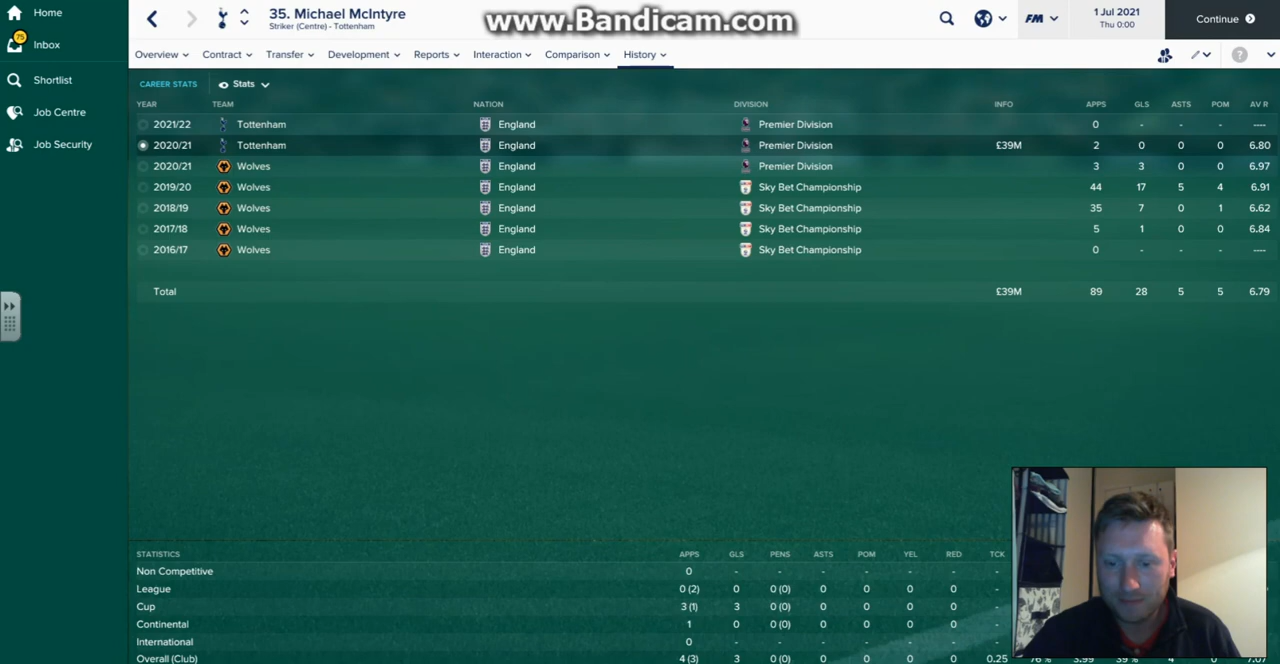 Home
75
Inbox
Shortlist
Job Centre
Job Security
35. Michael McIntyre
Striker (Centre) - Tottenham
www.Bandicam.com
FM
1 Jul 2021
Thu 0:00
Continue
Overview Contract Transfer Development Reports Interaction Comparison History
?
CAREER STATS Stats
YEAR TEAM NATION DIVISION INFO APPS GLS ASTS POM AV R
2021/22 Tottenham England Premier Division 0 - - - ----
2020/21 Tottenham England Premier Division £39M 2 0 0 0 6.80
2020/21 Wolves England Premier Division 3 3 0 0 6.97
2019/20 Wolves England Sky Bet Championship 44 17 5 4 6.91
2018/19 Wolves England Sky Bet Championship 35 7 0 1 6.62
2017/18 Wolves England Sky Bet Championship 5 1 0 0 6.84
2016/17 Wolves England Sky Bet Championship 0 - - - ----
Total £39M 89 28 5 5 6.79
STATISTICS APPS GLS PENS ASTS POM YEL RED TCK
Non Competitive 0 - - - - - - -
League 0 (2) 0 0 (0) 0 0 0 0 -
Cup 3 (1) 3 0 (0) 0 0 0 0 -
Continental 1 0 0 (0) 0 0 0 0 -
International 0 - - - - - - -
Overall (Club) 4 (3) 3 0 (0) 0 0 0 0 0.25